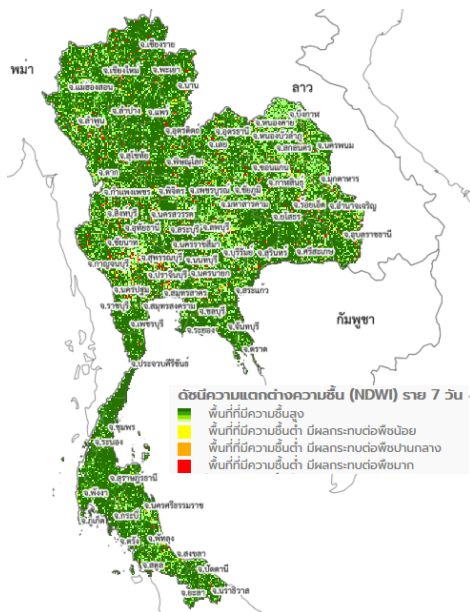 จ.เชียงราย
พม่า
จ.เชียงใหม่ จ.พะเยา
จ.แม่ฮ่องสอน จ.น่าน
ลาว
จ.ลำปาง จ.แพร่
จ.บึงกาฬ
จ.ลำพูน
จ.อุตรดิตถ์ จ.อุดรธานี จ.หนองคาย
จ.หนองบัวลำภู
จ.เลย จ.สกลนคร จ.นครพนม
จ.สุโขทัย จ.พิษณุโลก
จ.ตาก จ.ขอนแก่น
จ.กาฬสินธุ์ จ.มุกดาหาร
จ.กำแพงเพชร จ.พิจิตร จ.เพชรบูรณ์ จ.ชัยภูมิ
จ.มหาสารคาม จ.ร้อยเอ็ด จ.อำนาจเจริญ
จ.สิงห์บุรี จ.นครสวรรค์ จ.ยโสธร
จ.อุทัยธานี จ.สระบุรี จ.ลพบุรี
จ.อุบลราชธานี
จ.ชัยนาท จ.นครราชสีมา
จ.กาญจนบุรี จ.สุพรรณบุรี จ.นนทบุรี จ.บุรีรัมย์ จ.สุรินทร์ จ.ศรีสะเกษ
จ.ปราจีนบุรี จ.นครนายก
จ.นครปฐม จ.สมุทรสาคร จ.สระแก้ว
จ.ราชบุรี จ.สมุทรสงคราม จ.ชลบุรี
จ.เพชรบุรี จ.ระยอง จ.จันทบุรี
กัมพูชา
จ.ตราด
จ.ประจวบคีรีขันธ์
ดัชนีความแตกต่างความชื้น (NDWI) ราย 7 วัน
พื้นที่ที่มีความชื้นสูง
พื้นที่ที่มีความชื้นต่ำ มีผลกระทบต่อพืชน้อย
พื้นที่ที่มีความชื้นต่ำ มีผลกระทบต่อพืชปานกลาง
พื้นที่ที่มีความชื้นต่ำ มีผลกระทบต่อพืชมาก
จ.ชุมพร
จ.ระนอง
จ.สุราษฎร์ธานี
จ.พังงา
จ.นครศรีธรรมราช
จ.กระบี่
จ.ภูเก็ต
จ.ตรัง จ.พัทลุง
จ.สงขลา
จ.สตูล จ.ปัตตานี
จ.ยะลา จ.นราธิวาส